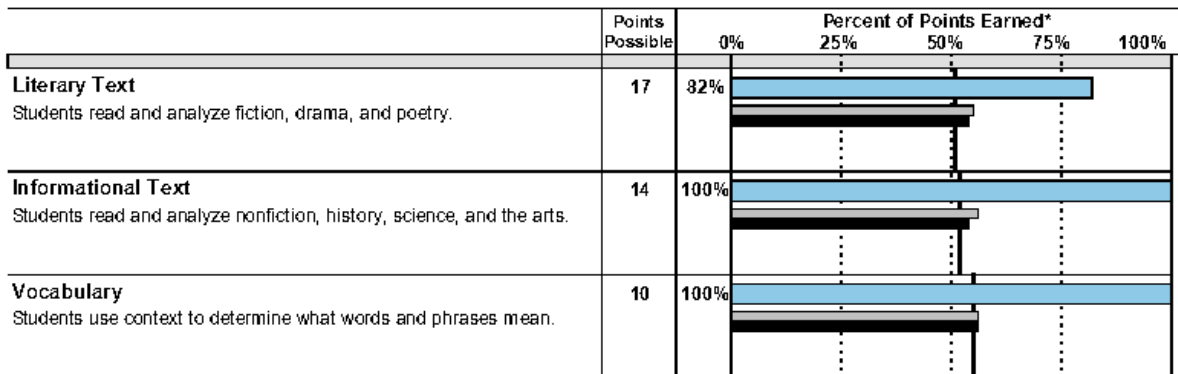 Points Possible
Percent of Points Earned*
0% 25% 50% 75% 100%
Literary Text 17 82%
Students read and analyze fiction, drama, and poetry.
Informational Text 14 100%
Students read and analyze nonfiction, history, science, and the arts.
Vocabulary 10 100%
Students use context to determine what words and phrases mean.